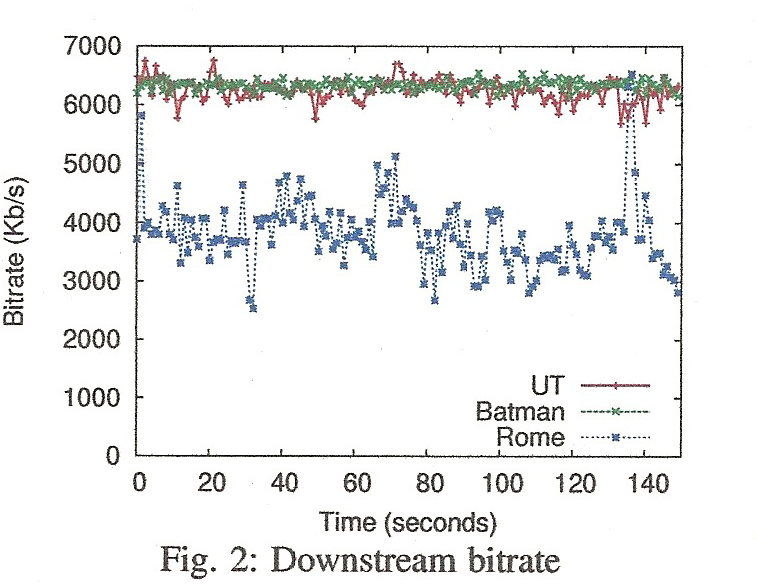 7000
6000
5000
4000
3000
2000
1000
0
Bitrate (Kb/s)
UT
Batman
Rome
0 20 40 60 80 100 120 140
Time (seconds)
Fig. 2: Downstream bitrate